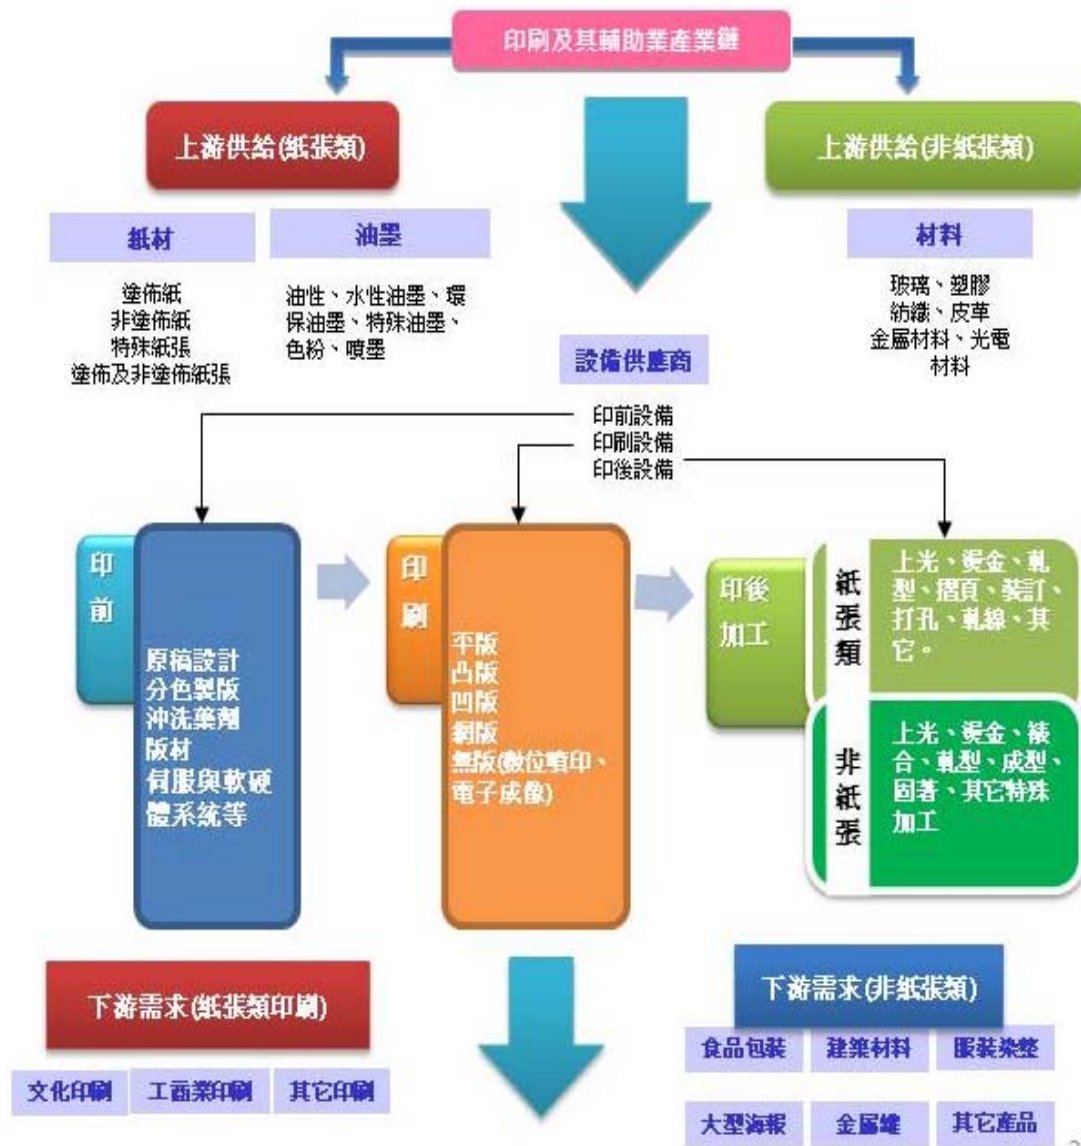 印刷及其輔助業產業鏈
上游供給(紙張類)
上游供給(非紙張類)
紙材
油墨
材料
塗佈紙
非塗佈紙
特殊紙張
塗佈及非塗佈紙張
油性、水性油墨、環
保油墨、特殊油墨、
色粉、噴墨
玻璃、塑膠
紡織、皮革
金屬材料、光電
材料
設備供應商
印前設備
印刷設備
印後設備
印
前
原稿設計
分色製版
沖洗藥劑
版材
伺服與軟硬
體系統等
印
刷
平版
凸版
凹版
網版
無版(數位噴印、
電子成像)
印後
加工
紙
張
類
上光、燙金、軋
型、摺頁、裝訂、
打孔、軋線、其
它。
非
紙
張
上光、燙金、裱
合、軋型、成型、
固著、其它特殊
加工
下游需求(紙張類印刷)
下游需求(非紙張類)
文化印刷
工商業印刷
其它印刷
食品包裝
建築材料
服裝染整
大型海報
金屬罐
其它產品